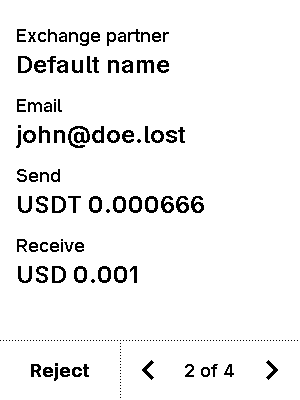 Exchange partner
Default name
Email
john@doe.lost
Send
USDT 0.000666
Receive
USD 0.001
Reject
2 of 4